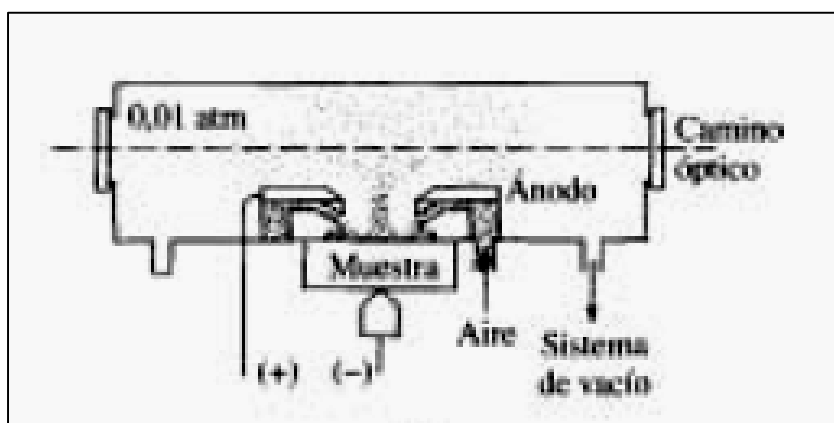 0,01 atm
Camino
óptico
Ánodo
Muestra
Aire
Sistema
de vacío
(+)
(−)